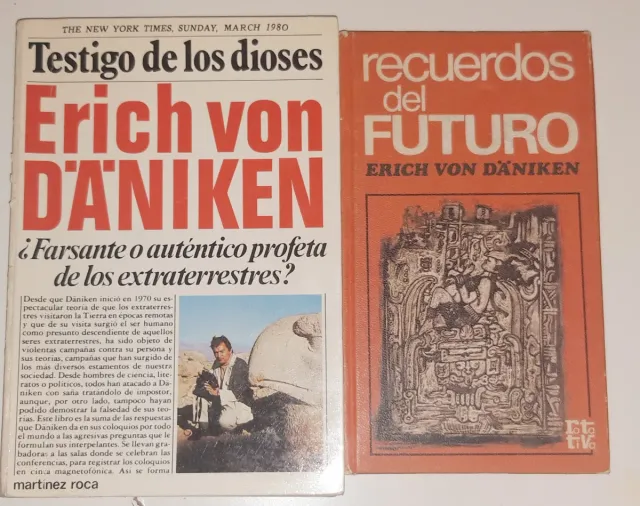 THE NEW YORK TIMES, SUNDAY, MARCH 1980
Testigo de los dioses
Erich von
DÄNIKEN
¿Farsante o auténtico profeta
de los extraterrestres?
Desde que Däniken inició en 1970 su es-
pectacular teoría de que los extraterres-
tres visitaron la Tierra en épocas remotas
y que de su visita surgió el ser humano
como presunto descendiente de aquellos
seres extraterrestres, ha sido objeto de
violentas campañas contra su persona y
sus teorías, campañas que han surgido de
los más diversos estamentos de nuestra
sociedad. Desde hombres de ciencia, lite-
ratos o políticos, todos han atacado a Dä-
niken con saña tratándolo de impostor,
aunque, por otro lado, tampoco hayan
podido demostrar la falsedad de sus teo-
rías. Este libro es la suma de las respuestas
que Däniken da en sus coloquios por todo
el mundo a las agresivas preguntas que le
formulan sus interpelantes. Se llevan gra-
badoras a las salas donde se celebran las
conferencias, para registrar los coloquios
en cinta magnetofónica. Así se forma
martínez roca
recuerdos
del
FUTURO
ERICH VON DÄNIKEN
Rota
tiva